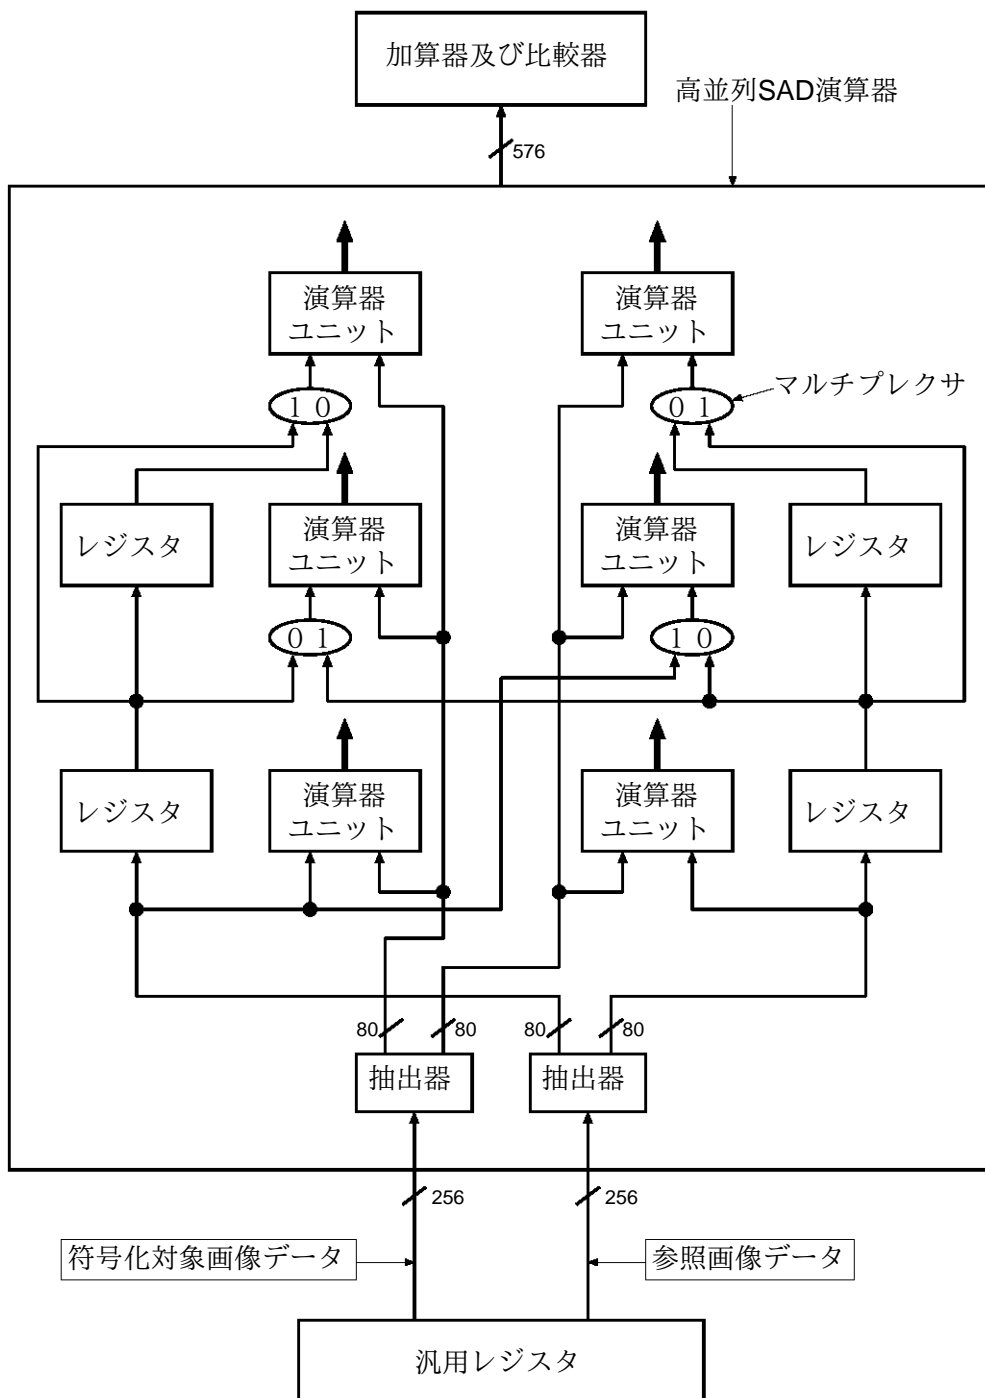 加算器及び比較器
高並列SAD演算器
576
演算器
ユニット
演算器
ユニット
1 0
0 1
マルチプレクサ
レジスタ
演算器
ユニット
演算器
ユニット
レジスタ
0 1
1 0
レジスタ
演算器
ユニット
演算器
ユニット
レジスタ
80
80
80
80
抽出器
抽出器
256
256
符号化対象画像データ
参照画像データ
汎用レジスタ